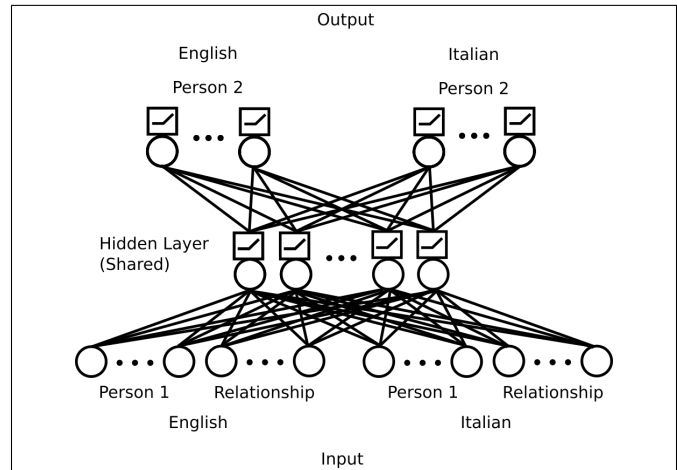 Output
English Italian
Person 2 Person 2
Hidden Layer
(Shared)
Person 1 Relationship Person 1 Relationship
English Italian
Input